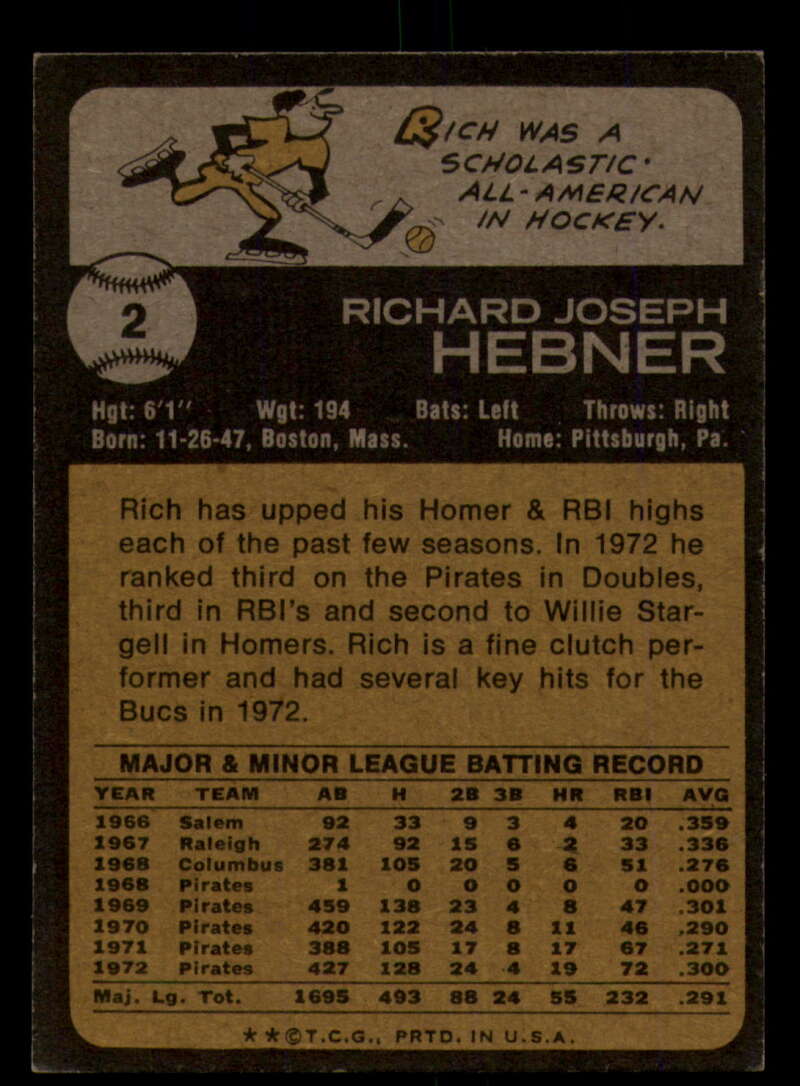 RICH WAS A
SCHOLASTIC
ALL-AMERICAN
IN HOCKEY.
2
RICHARD JOSEPH
HEBNER
Hgt: 6'1" Wgt: 194 Bats: Left Throws: Right
Born: 11-26-47, Boston, Mass. Home: Pittsburgh, Pa.
Rich has upped his Homer & RBI highs
each of the past few seasons. In 1972 he
ranked third on the Pirates in Doubles,
third in RBI's and second to Willie Star-
gell in Homers. Rich is a fine clutch per-
former and had several key hits for the
Bucs in 1972.
MAJOR & MINOR LEAGUE BATTING RECORD
YEAR TEAM AB H 2B 3B HR RBI AVG
1966 Salem 92 33 9 3 4 20 .359
1967 Raleigh 274 92 15 6 2 33 .336
1968 Columbus 381 105 20 5 6 51 .276
1968 Pirates 1 0 0 0 0 0 .000
1969 Pirates 459 138 23 4 8 47 .301
1970 Pirates 420 122 24 8 11 46 .290
1971 Pirates 388 105 17 8 17 67 .271
1972 Pirates 427 128 24 4 19 72 .300
Maj. Lg. Tot. 1695 493 88 24 55 232 .291
**©T.C.G., PRTD. IN U.S.A.